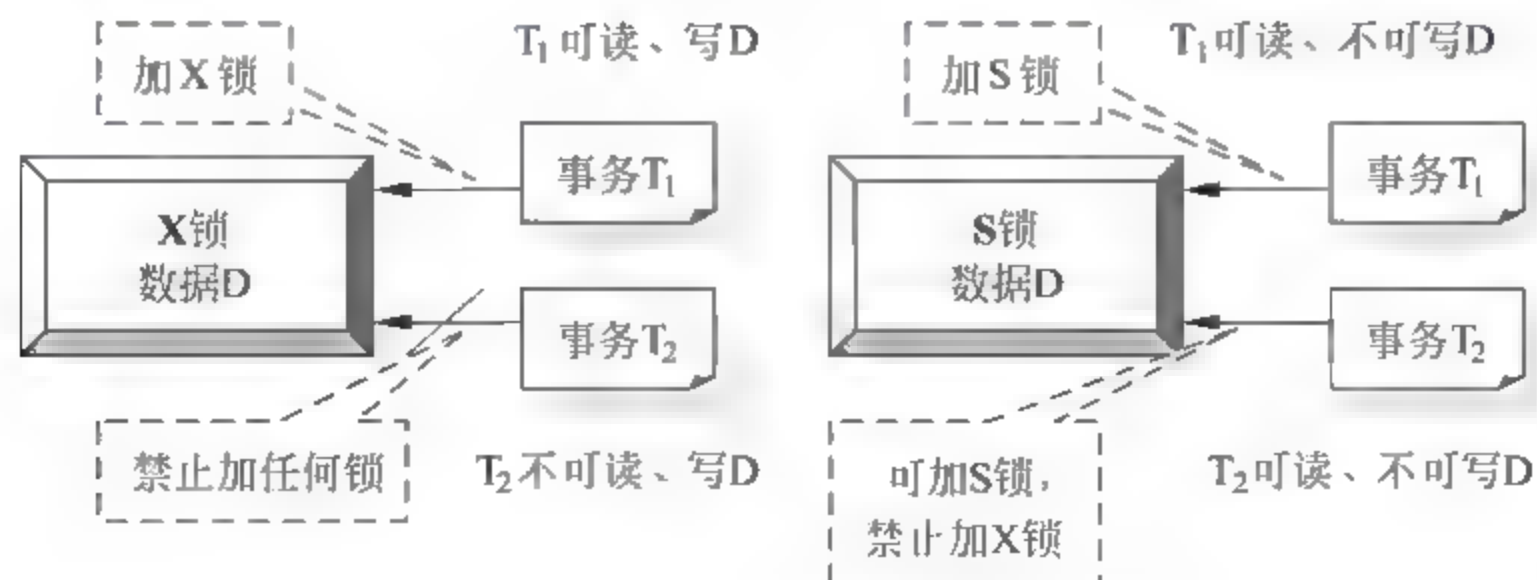 加X锁
T1可读、写D
事务T1
X锁
数据D
事务T2
禁止加任何锁
T2不可读、写D
加S锁
T1可读、不可写D
事务T1
S锁
数据D
事务T2
可加S锁，
禁止加X锁
T2可读、不可写D